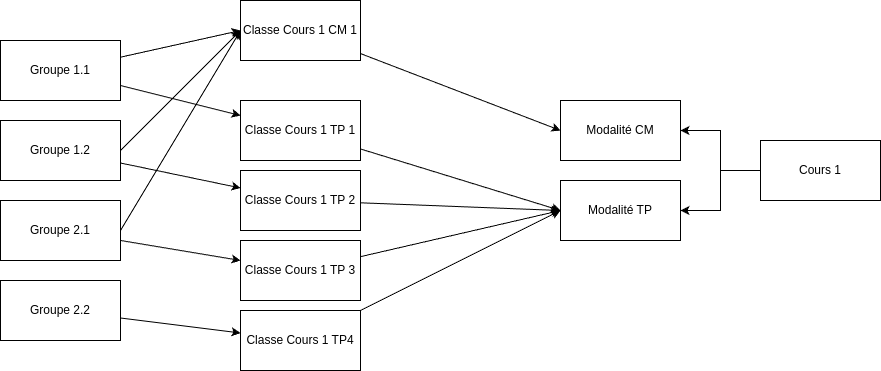 Classe Cours 1 CM 1
Groupe 1.1
Classe Cours 1 TP 1
Modalité CM
Groupe 1.2
Cours 1
Classe Cours 1 TP 2
Modalité TP
Groupe 2.1
Classe Cours 1 TP 3
Groupe 2.2
Classe Cours 1 TP4